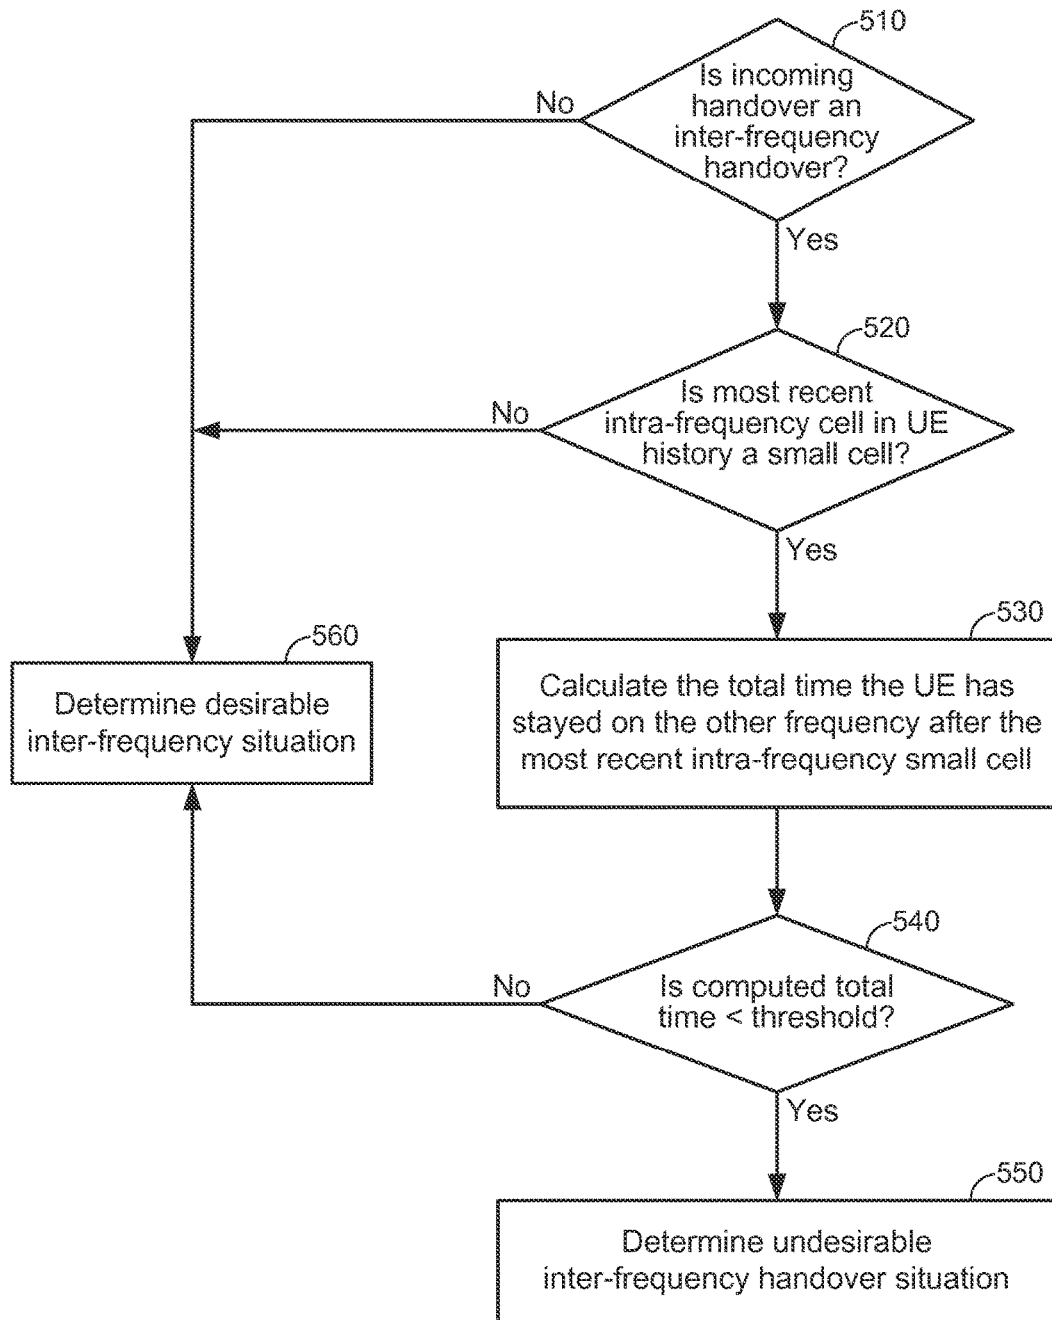 510
Is incoming
handover an
inter-frequency
handover?
No
Yes
520
Is most recent
intra-frequency cell in UE
history a small cell?
No
Yes
530
Calculate the total time the UE has
stayed on the other frequency after the
most recent intra-frequency small cell
560
Determine desirable
inter-frequency situation
540
Is computed total
time < threshold?
No
Yes
550
Determine undesirable
inter-frequency handover situation